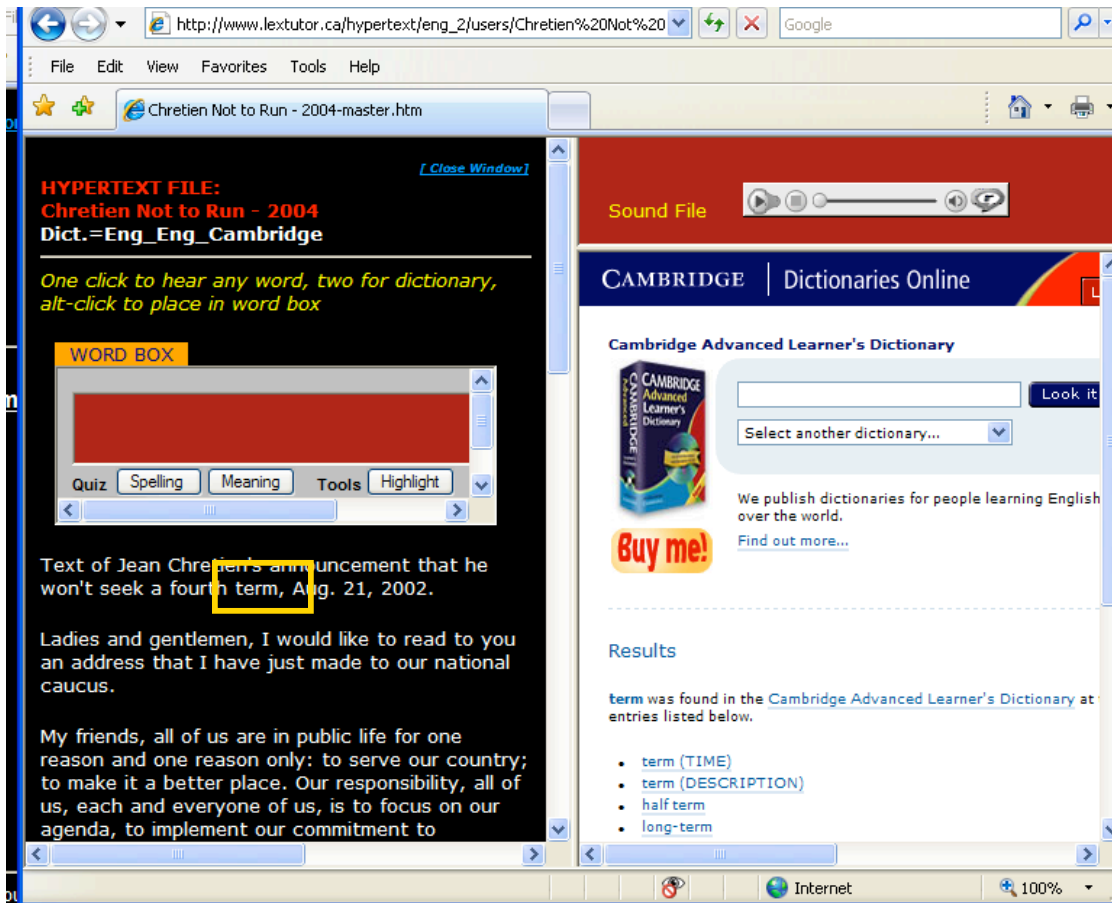 http://www.lextutor.ca/hypertext/eng_2/users/Chretien%20Not%20
Google
File Edit View Favorites Tools Help
Chretien Not to Run - 2004-master.htm
[ Close Window]
HYPERTEXT FILE:
Chretien Not to Run - 2004
Dict.=Eng_Eng_Cambridge
One click to hear any word, two for dictionary,
alt-click to place in word box
WORD BOX
Quiz Spelling Meaning Tools Highlight
Text of Jean Chretien's announcement that he
won't seek a fourth term, Aug. 21, 2002.
Ladies and gentlemen, I would like to read to you
an address that I have just made to our national
caucus.
My friends, all of us are in public life for one
reason and one reason only: to serve our country;
to make it a better place. Our responsibility, all of
us, each and everyone of us, is to focus on our
agenda, to implement our commitment to
Sound File
CAMBRIDGE Dictionaries Online
L
Cambridge Advanced Learner's Dictionary
CAMBRIDGE
Advanced
Learner's
Dictionary
CAMBRIDGE
Look it
Select another dictionary...
We publish dictionaries for people learning English
over the world.
Find out more...
Buy me!
Results
term was found in the Cambridge Advanced Learner's Dictionary at
entries listed below.
term (TIME)
term (DESCRIPTION)
half term
long-term
Internet
100%